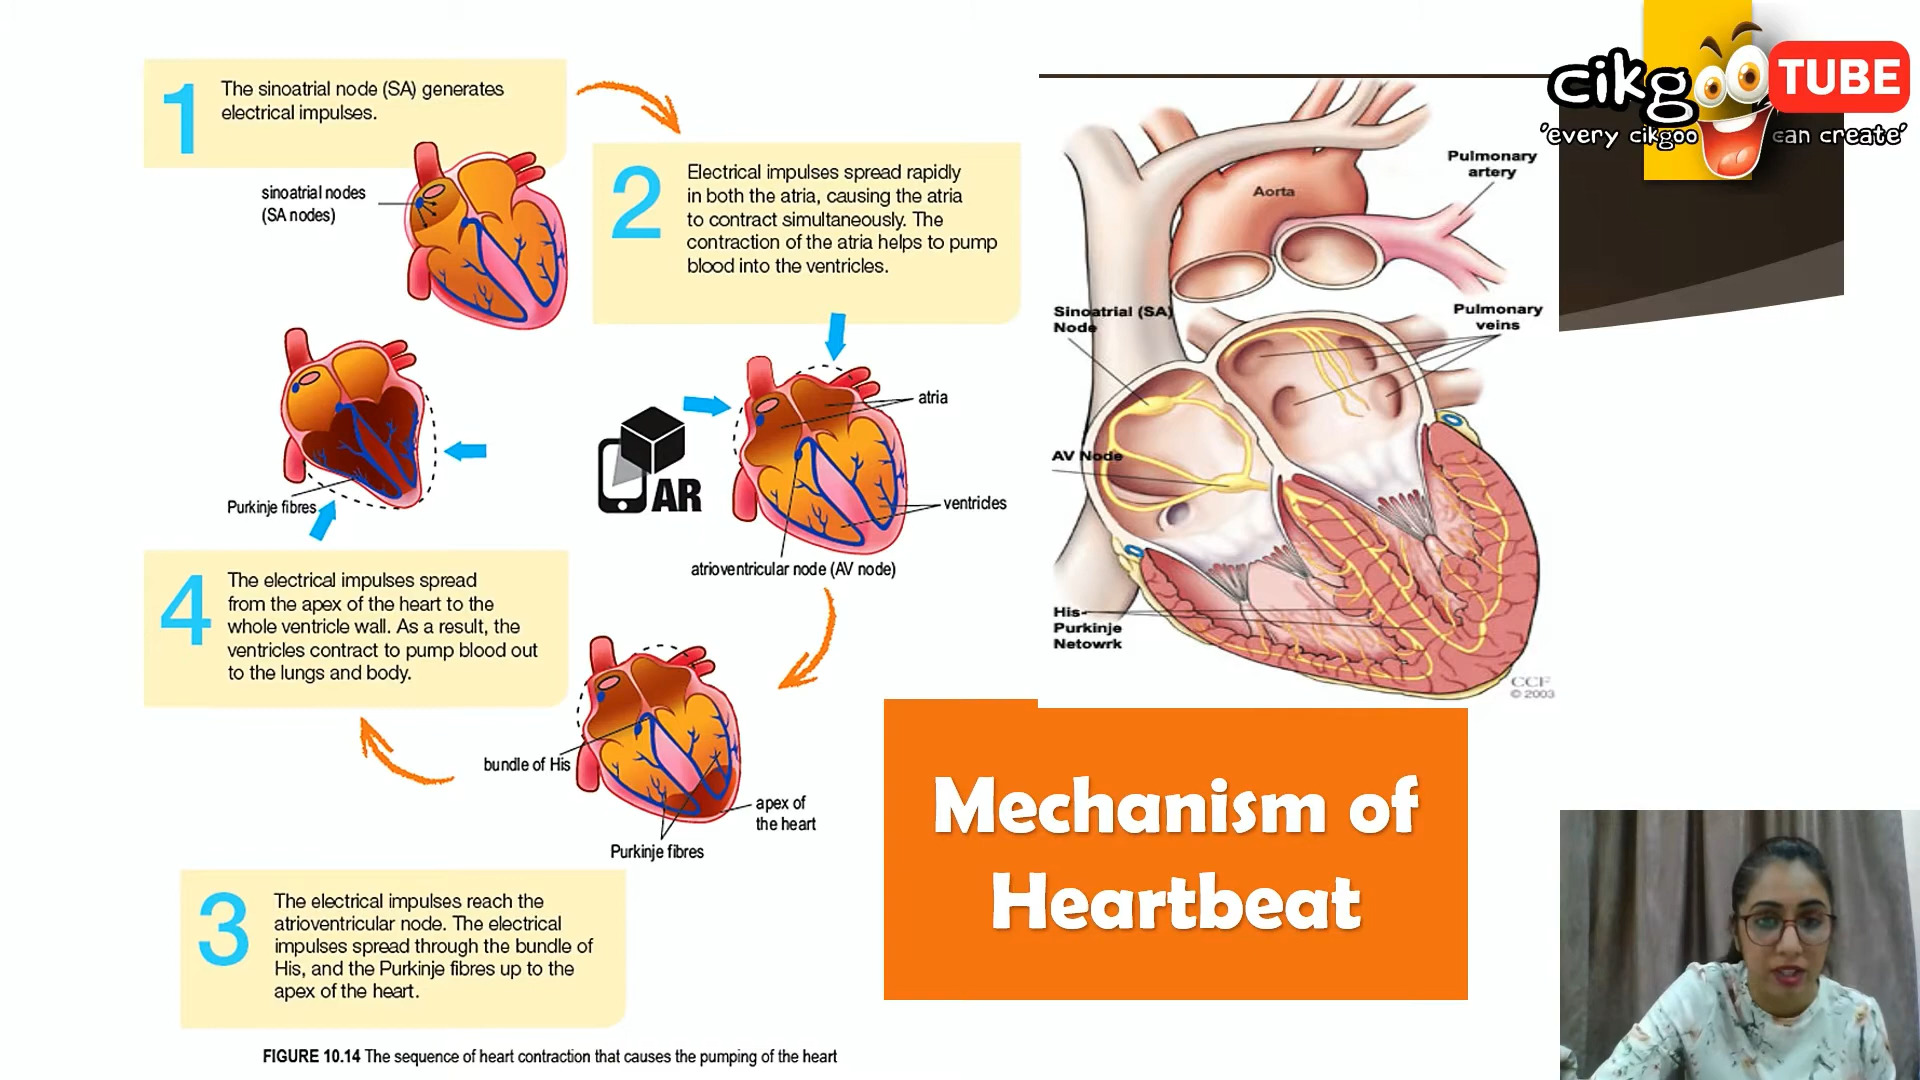 1
The sinoatrial node (SA) generates
electrical impulses.
sinoatrial nodes
(SA nodes)
2
Electrical impulses spread rapidly
in both the atria, causing the atria
to contract simultaneously. The
contraction of the atria helps to pump
blood into the ventricles.
atria
ventricles
atrioventricular node (AV node)
AR
Purkinje fibres
4
The electrical impulses spread
from the apex of the heart to the
whole ventricle wall. As a result, the
ventricles contract to pump blood out
to the lungs and body.
bundle of His
apex of
the heart
Purkinje fibres
3
The electrical impulses reach the
atrioventricular node. The electrical
impulses spread through the bundle of
His, and the Purkinje fibres up to the
apex of the heart.
FIGURE 10.14 The sequence of heart contraction that causes the pumping of the heart
Aorta
Pulmonary
artery
Sinoatrial (SA)
Node
Pulmonary
veins
AV Node
His-
Purkinje
Netowrk
CCF
© 2003
Mechanism of
Heartbeat
cikgoo TUBE
'every cikgoo can create'